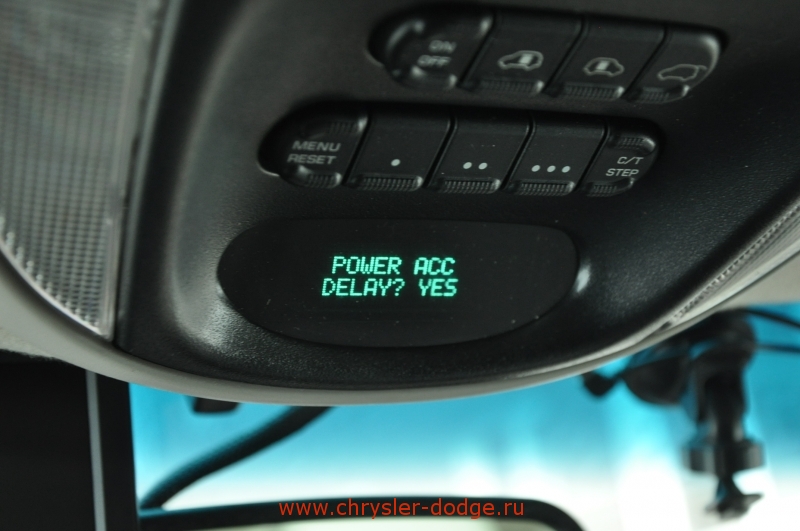 ON
OFF
MENU
RESET
C/T
STEP
POWER ACC
DELAY? YES
www.chrysler-dodge.ru